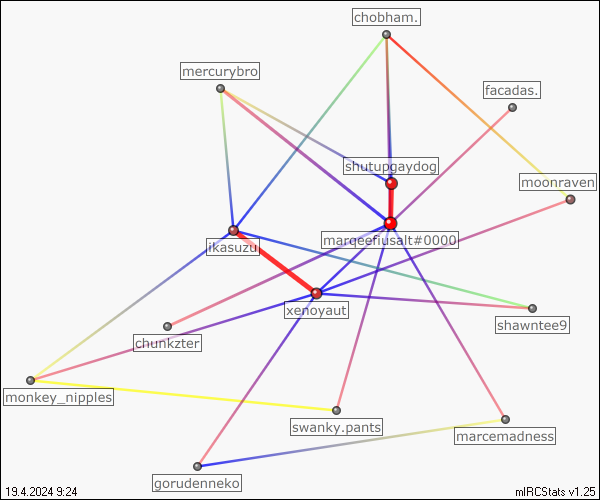 chobham.
mercurybro
facadas.
shutupgaydog
moonraven
ikasuzu
marqeefiusalt#0000
xenoyaut
shawntee9
chunkzter
monkey_nipples
swanky.pants
marcemadness
gorudenneko
19.4.2024 9:24
mIRCStats v1.25